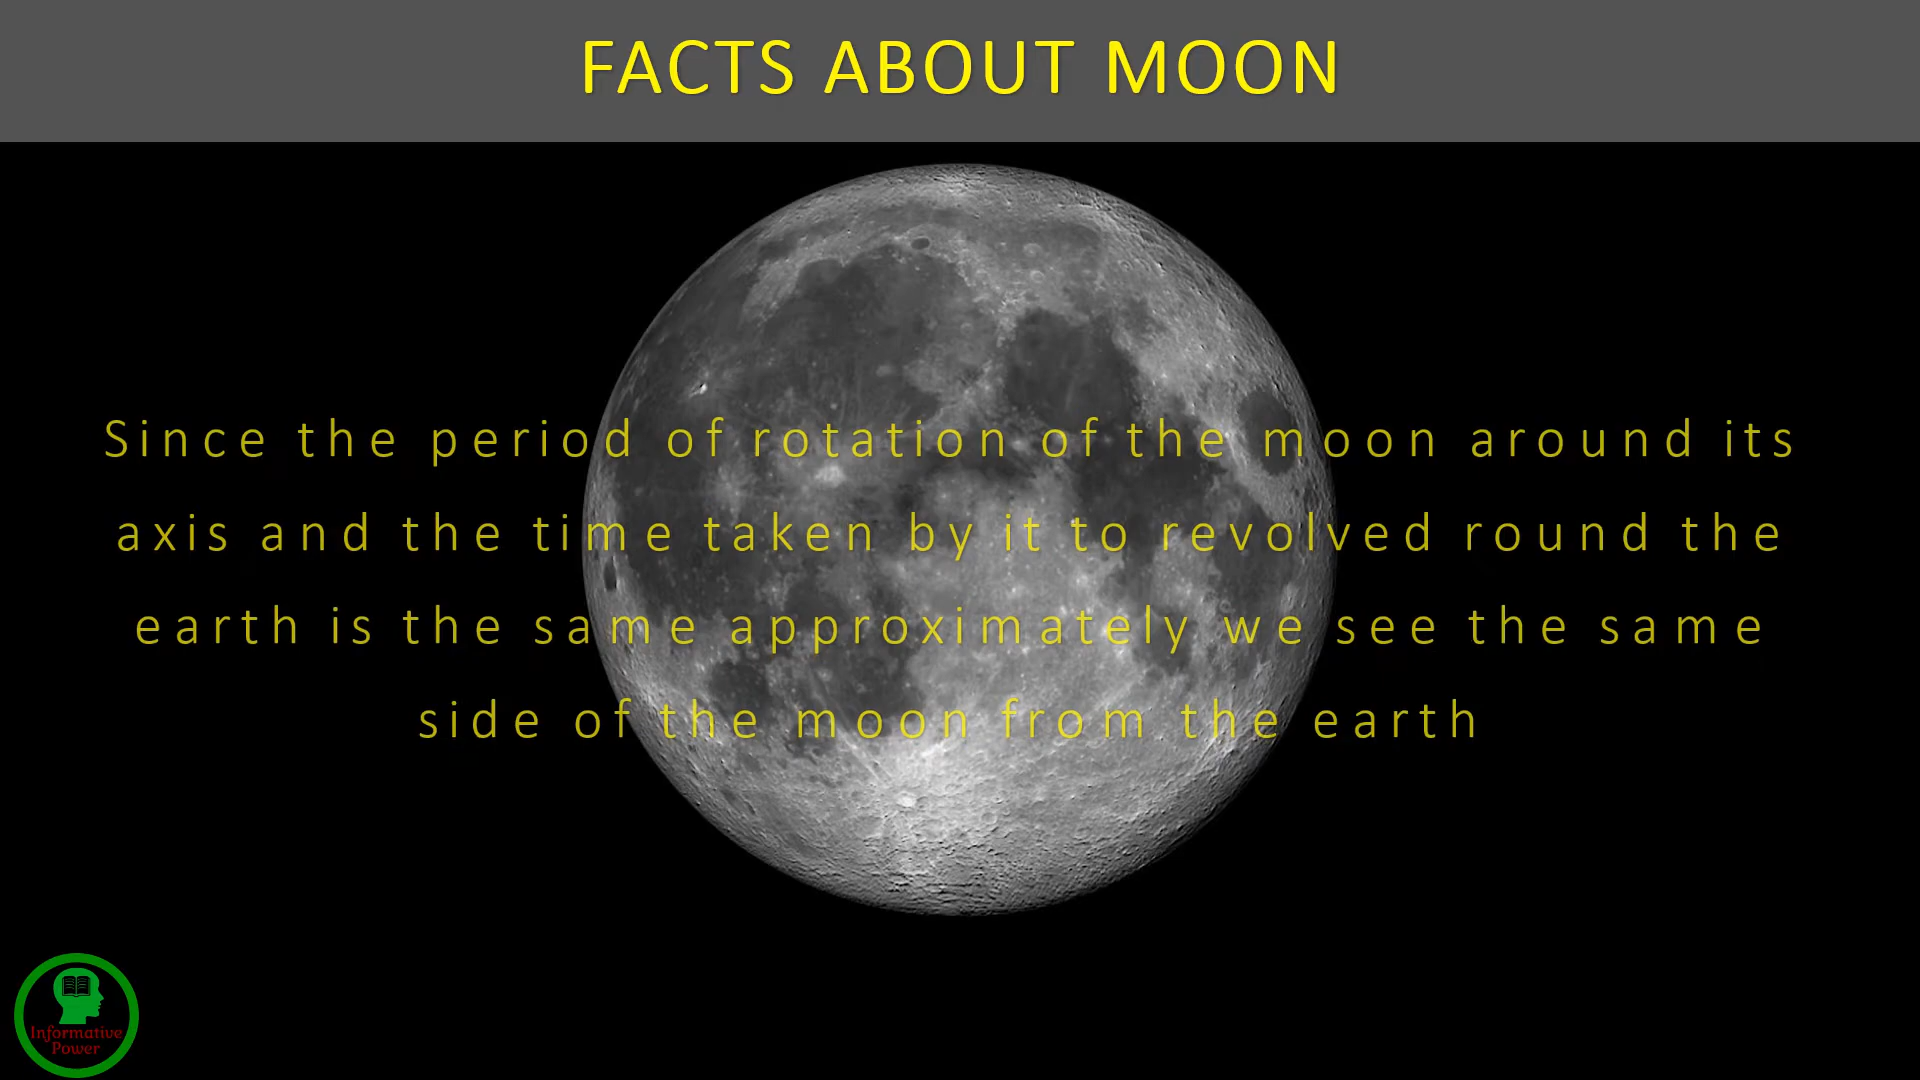 FACTS ABOUT MOON
Since the period of rotation of the moon around its
axis and the time taken by it to revolved round the
earth is the same approximately we see the same
side of the moon from the earth
Informative
Power